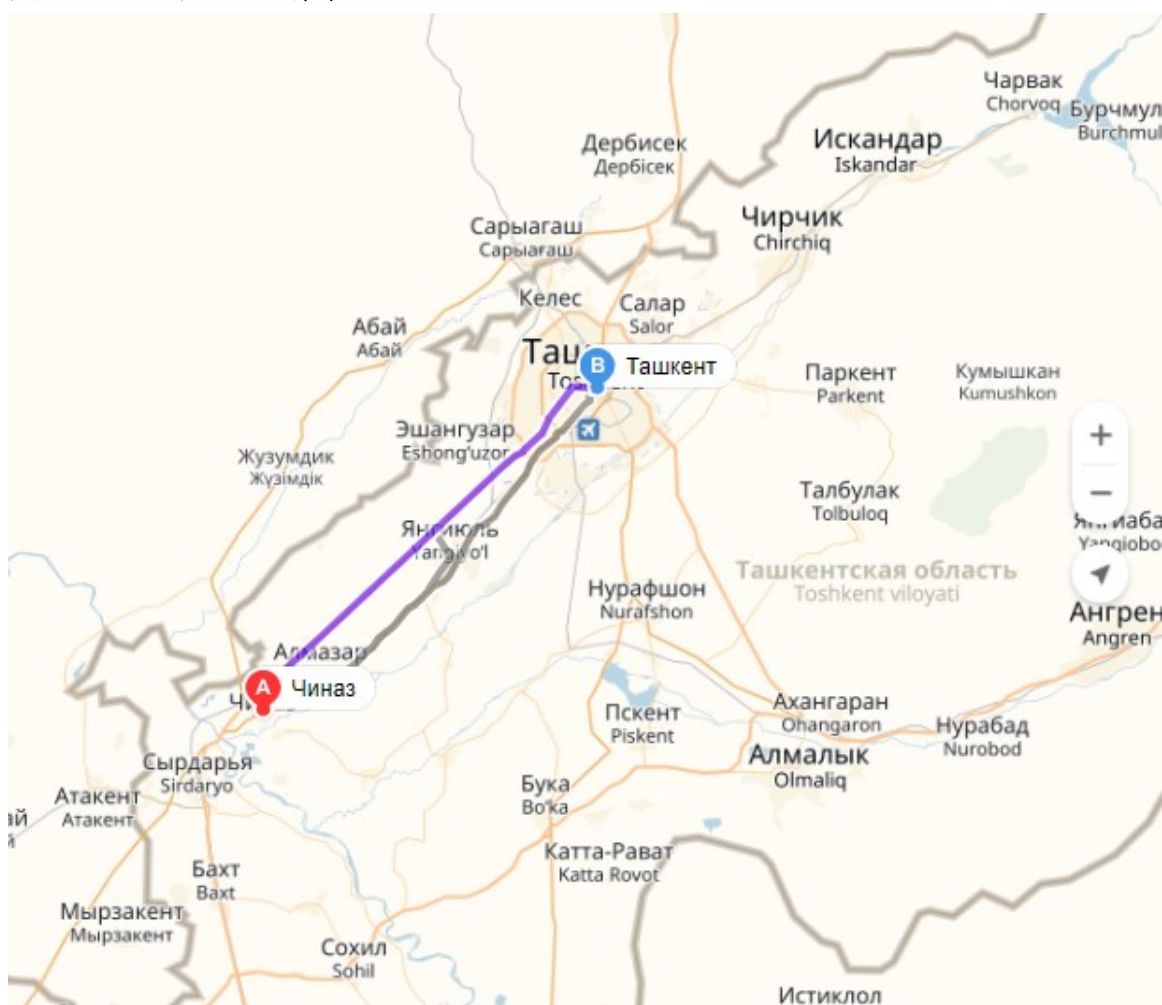 Чарвак
Chorvoq
Бурчмул
Burchmul
Искандар
Iskandar
Дербисек
Дербісек
Чирчик
Chirchiq
Сарыагаш
Сарыағаш
Келес
Салар
Salor
Абай
Абай
B
Ташкент
Паркент
Parkent
Кумышкан
Kumushkon
Эшангузар
Eshong'uzor
Жузумдик
Жүзімдік
+
−
Талбулак
Tolbuloq
Янгиюль
Yangiyo'l
Ташкентская область
Toshkent viloyati
Нурафшон
Nurafshon
Ангрен
Angren
Алмазар
A
Чиназ
Ахангаран
Ohangaron
Пскент
Piskent
Нурабад
Nurobod
Алмалык
Olmaliq
Сырдарья
Sirdaryo
Бука
Bo'ka
Атакент
Атакент
Катта-Рават
Katta Rovot
Бахт
Baxt
Мырзакент
Мырзакент
Сохил
Sohil
Истиклол